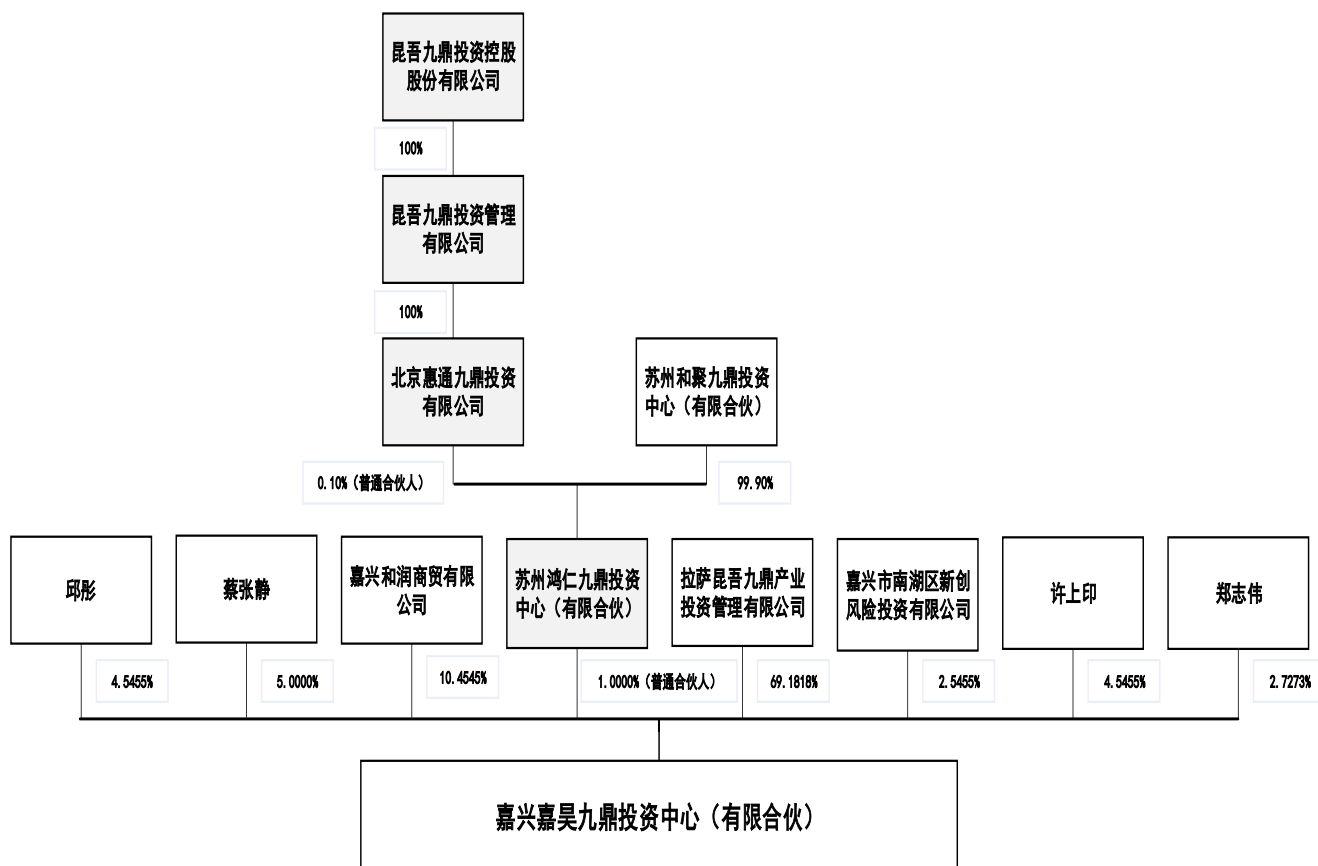 昆吾九鼎投资控股
股份有限公司
100%
昆吾九鼎投资管理
有限公司
100%
北京惠通九鼎投资
有限公司
苏州和聚九鼎投资
中心（有限合伙）
0.10%（普通合伙人）
99.90%
邱彤
蔡张静
嘉兴和润商贸有限
公司
苏州鸿仁九鼎投资
中心（有限合伙）
拉萨昆吾九鼎产业
投资管理有限公司
嘉兴市南湖区新创
风险投资有限公司
许上印
郑志伟
4.5455%
5.0000%
10.4545%
1.0000%（普通合伙人）
69.1818%
2.5455%
4.5455%
2.7273%
嘉兴嘉昊九鼎投资中心（有限合伙）